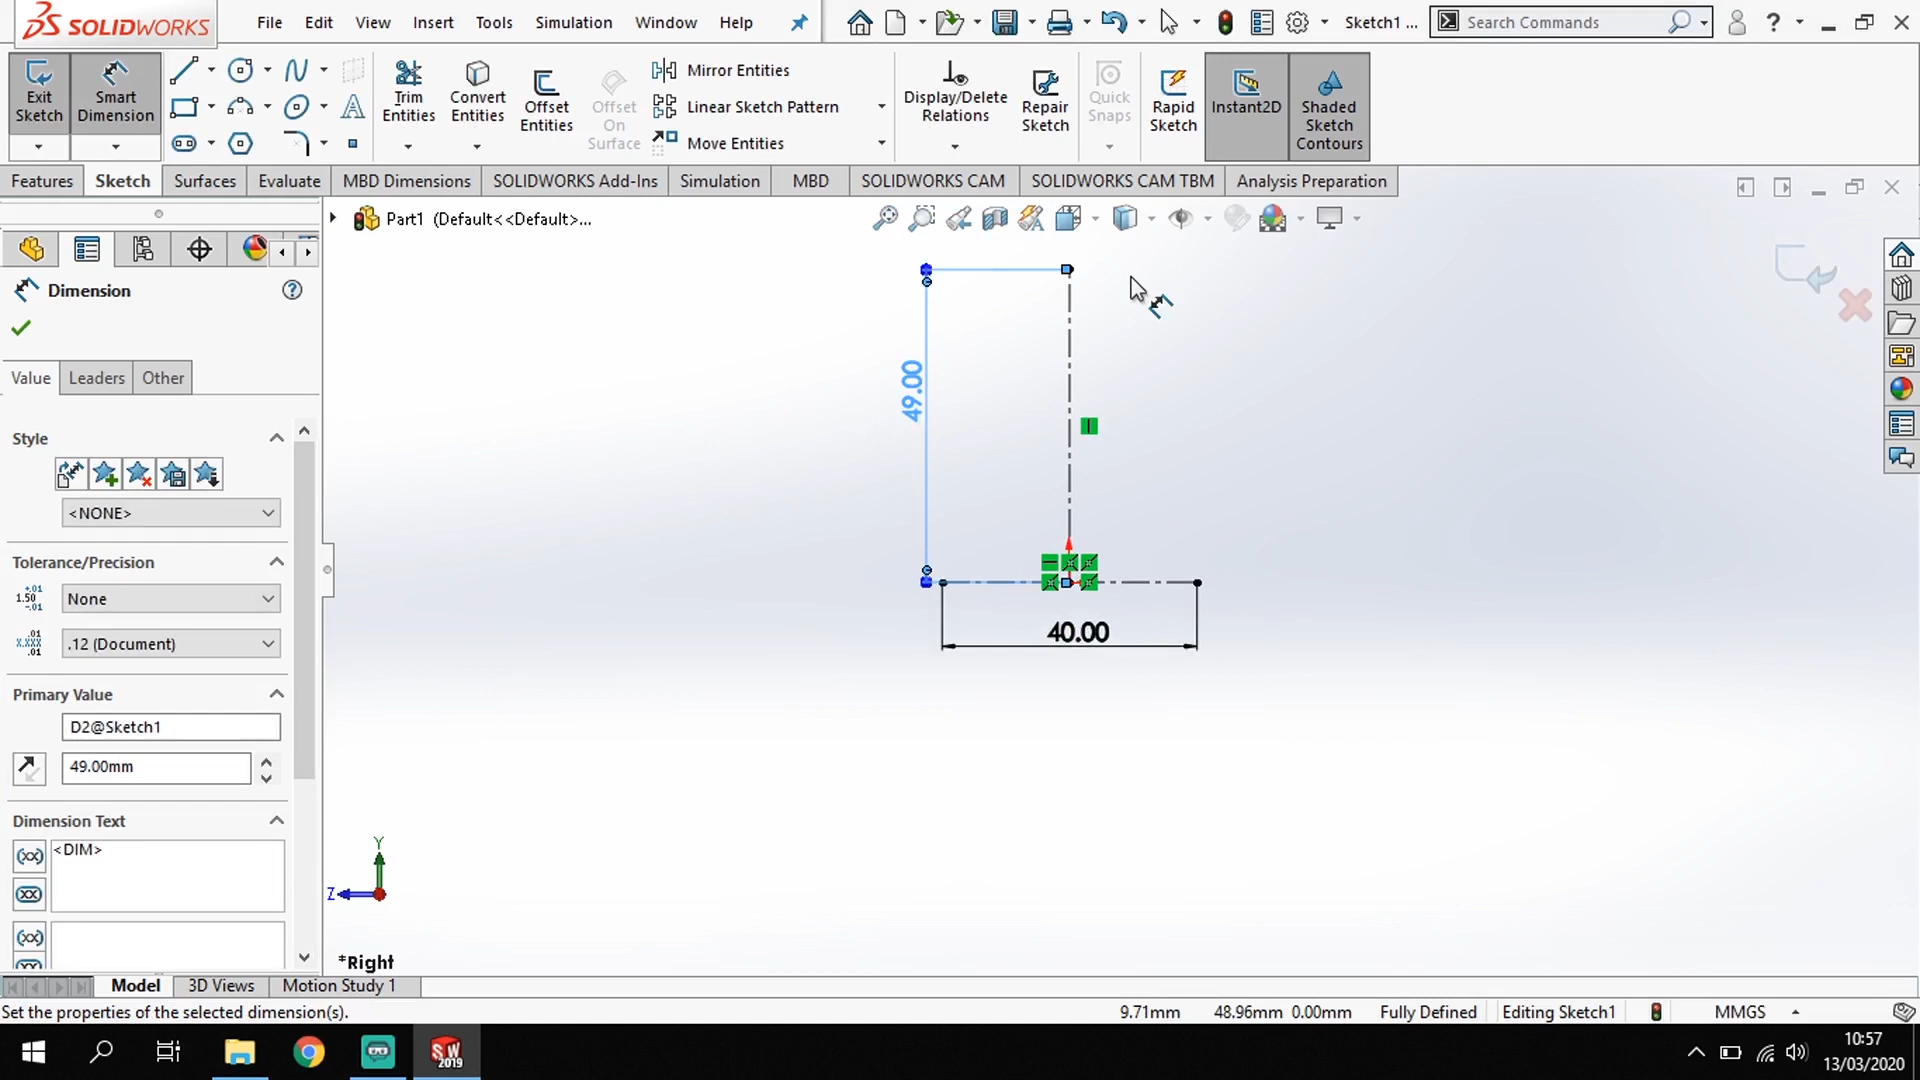 SOLIDWORKS
File Edit View Insert Tools Simulation Window Help
Sketch1 ...
Search Commands
Exit Sketch
Smart Dimension
Trim Entities
Convert Entities
Offset Entities
Offset On Surface
Mirror Entities
Linear Sketch Pattern
Move Entities
Display/Delete Relations
Repair Sketch
Quick Snaps
Rapid Sketch
Instant2D
Shaded Sketch Contours
Features Sketch Surfaces Evaluate MBD Dimensions SOLIDWORKS Add-Ins Simulation MBD SOLIDWORKS CAM SOLIDWORKS CAM TBM Analysis Preparation
Part1 (Default<<Default>...
Dimension
Value Leaders Other
Style
<NONE>
Tolerance/Precision
None
.12 (Document)
Primary Value
D2@Sketch1
49.00mm
Dimension Text
<DIM>
49.00
40.00
Y
Z
*Right
Model 3D Views Motion Study 1
Set the properties of the selected dimension(s).
9.71mm 48.96mm 0.00mm Fully Defined Editing Sketch1 MMGS
SW 2019
10:57
13/03/2020